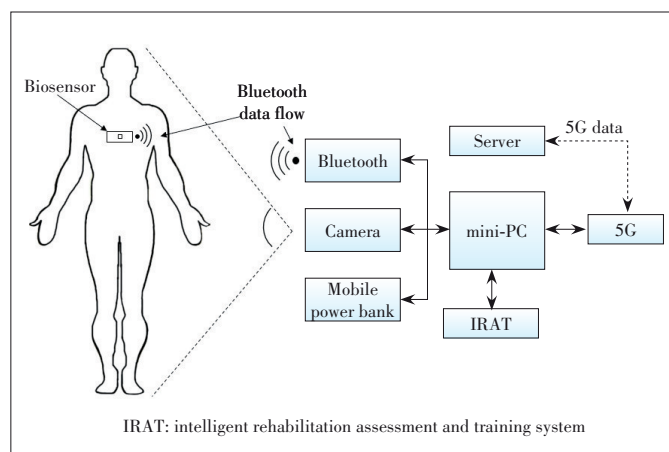 Biosensor
Bluetooth
data flow
Bluetooth
Camera
Mobile
power bank
Server
5G data
mini-PC
5G
IRAT
IRAT: intelligent rehabilitation assessment and training system